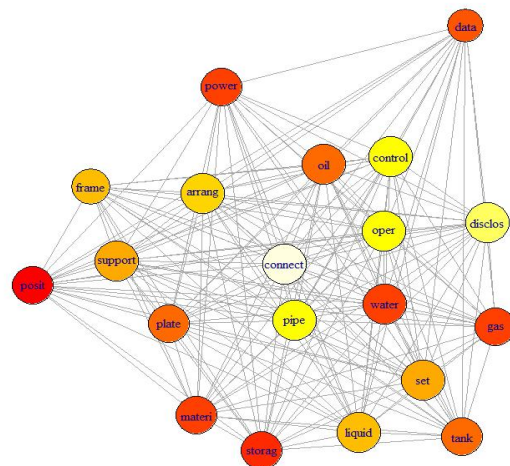 data
power
control
oil
frame
arrang
disclos
oper
support
connect
posit
water
pipe
plate
gas
set
materi
liquid
tank
storag